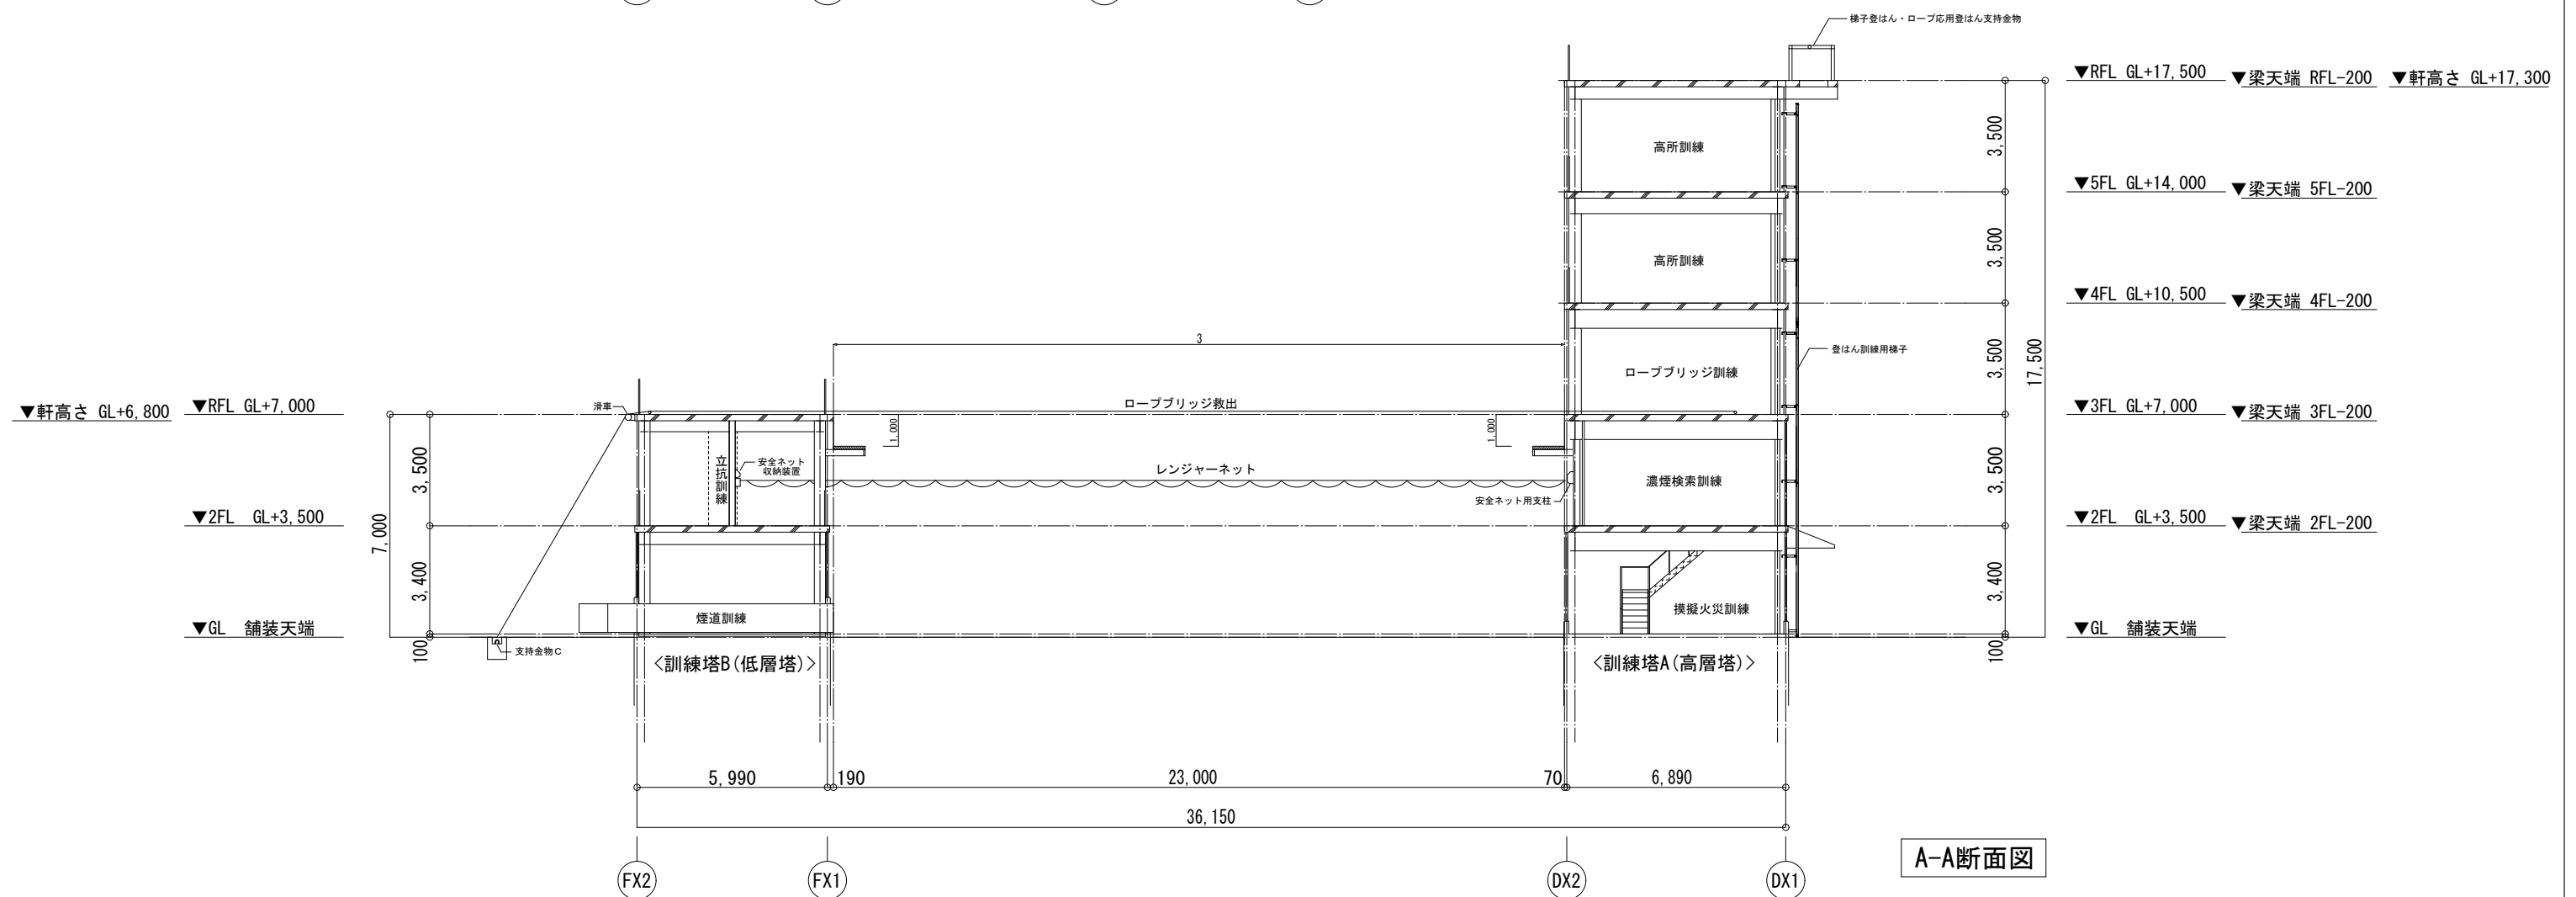 梯子登はん・ロープ応用登はん支持金物
▼RFL GL+17,500
▼梁天端 RFL-200
▼軒高さ GL+17,300
3,500
高所訓練
▼5FL GL+14,000
▼梁天端 5FL-200
3,500
高所訓練
▼4FL GL+10,500
▼梁天端 4FL-200
3
登はん訓練用梯子
3,500
17,500
ロープブリッジ訓練
▼軒高さ GL+6,800
▼RFL GL+7,000
滑車
ロープブリッジ救出
▼3FL GL+7,000
▼梁天端 3FL-200
1,000
1,000
3,500
立抗訓練
安全ネット
収納装置
レンジャーネット
濃煙検索訓練
安全ネット用支柱
3,500
▼2FL GL+3,500
▼2FL GL+3,500
▼梁天端 2FL-200
7,000
3,400
煙道訓練
模擬火災訓練
3,400
▼GL 舗装天端
▼GL 舗装天端
100
支持金物C
100
<訓練塔B(低層塔)>
<訓練塔A(高層塔)>
5,990
190
23,000
70
6,890
36,150
FX2
FX1
DX2
DX1
A-A断面図